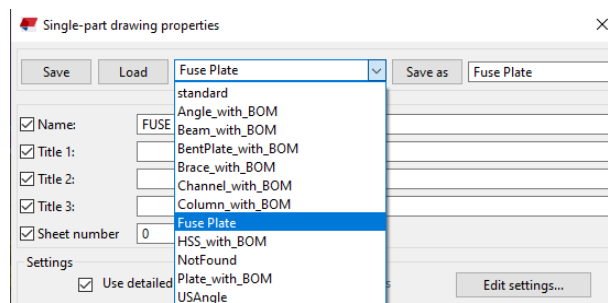 Single-part drawing properties
Save Load Fuse Plate Save as Fuse Plate
standard
Angle_with_BOM
Name: FUSE Beam_with_BOM
BentPlate_with_BOM
Title 1:
Brace_with_BOM
Title 2: Channel_with_BOM
Column_with_BOM
Title 3:
Fuse Plate
Sheet number 0 HSS_with_BOM
Settings NotFound
Use detailed Plate_with_BOM Edit settings...
USAngle